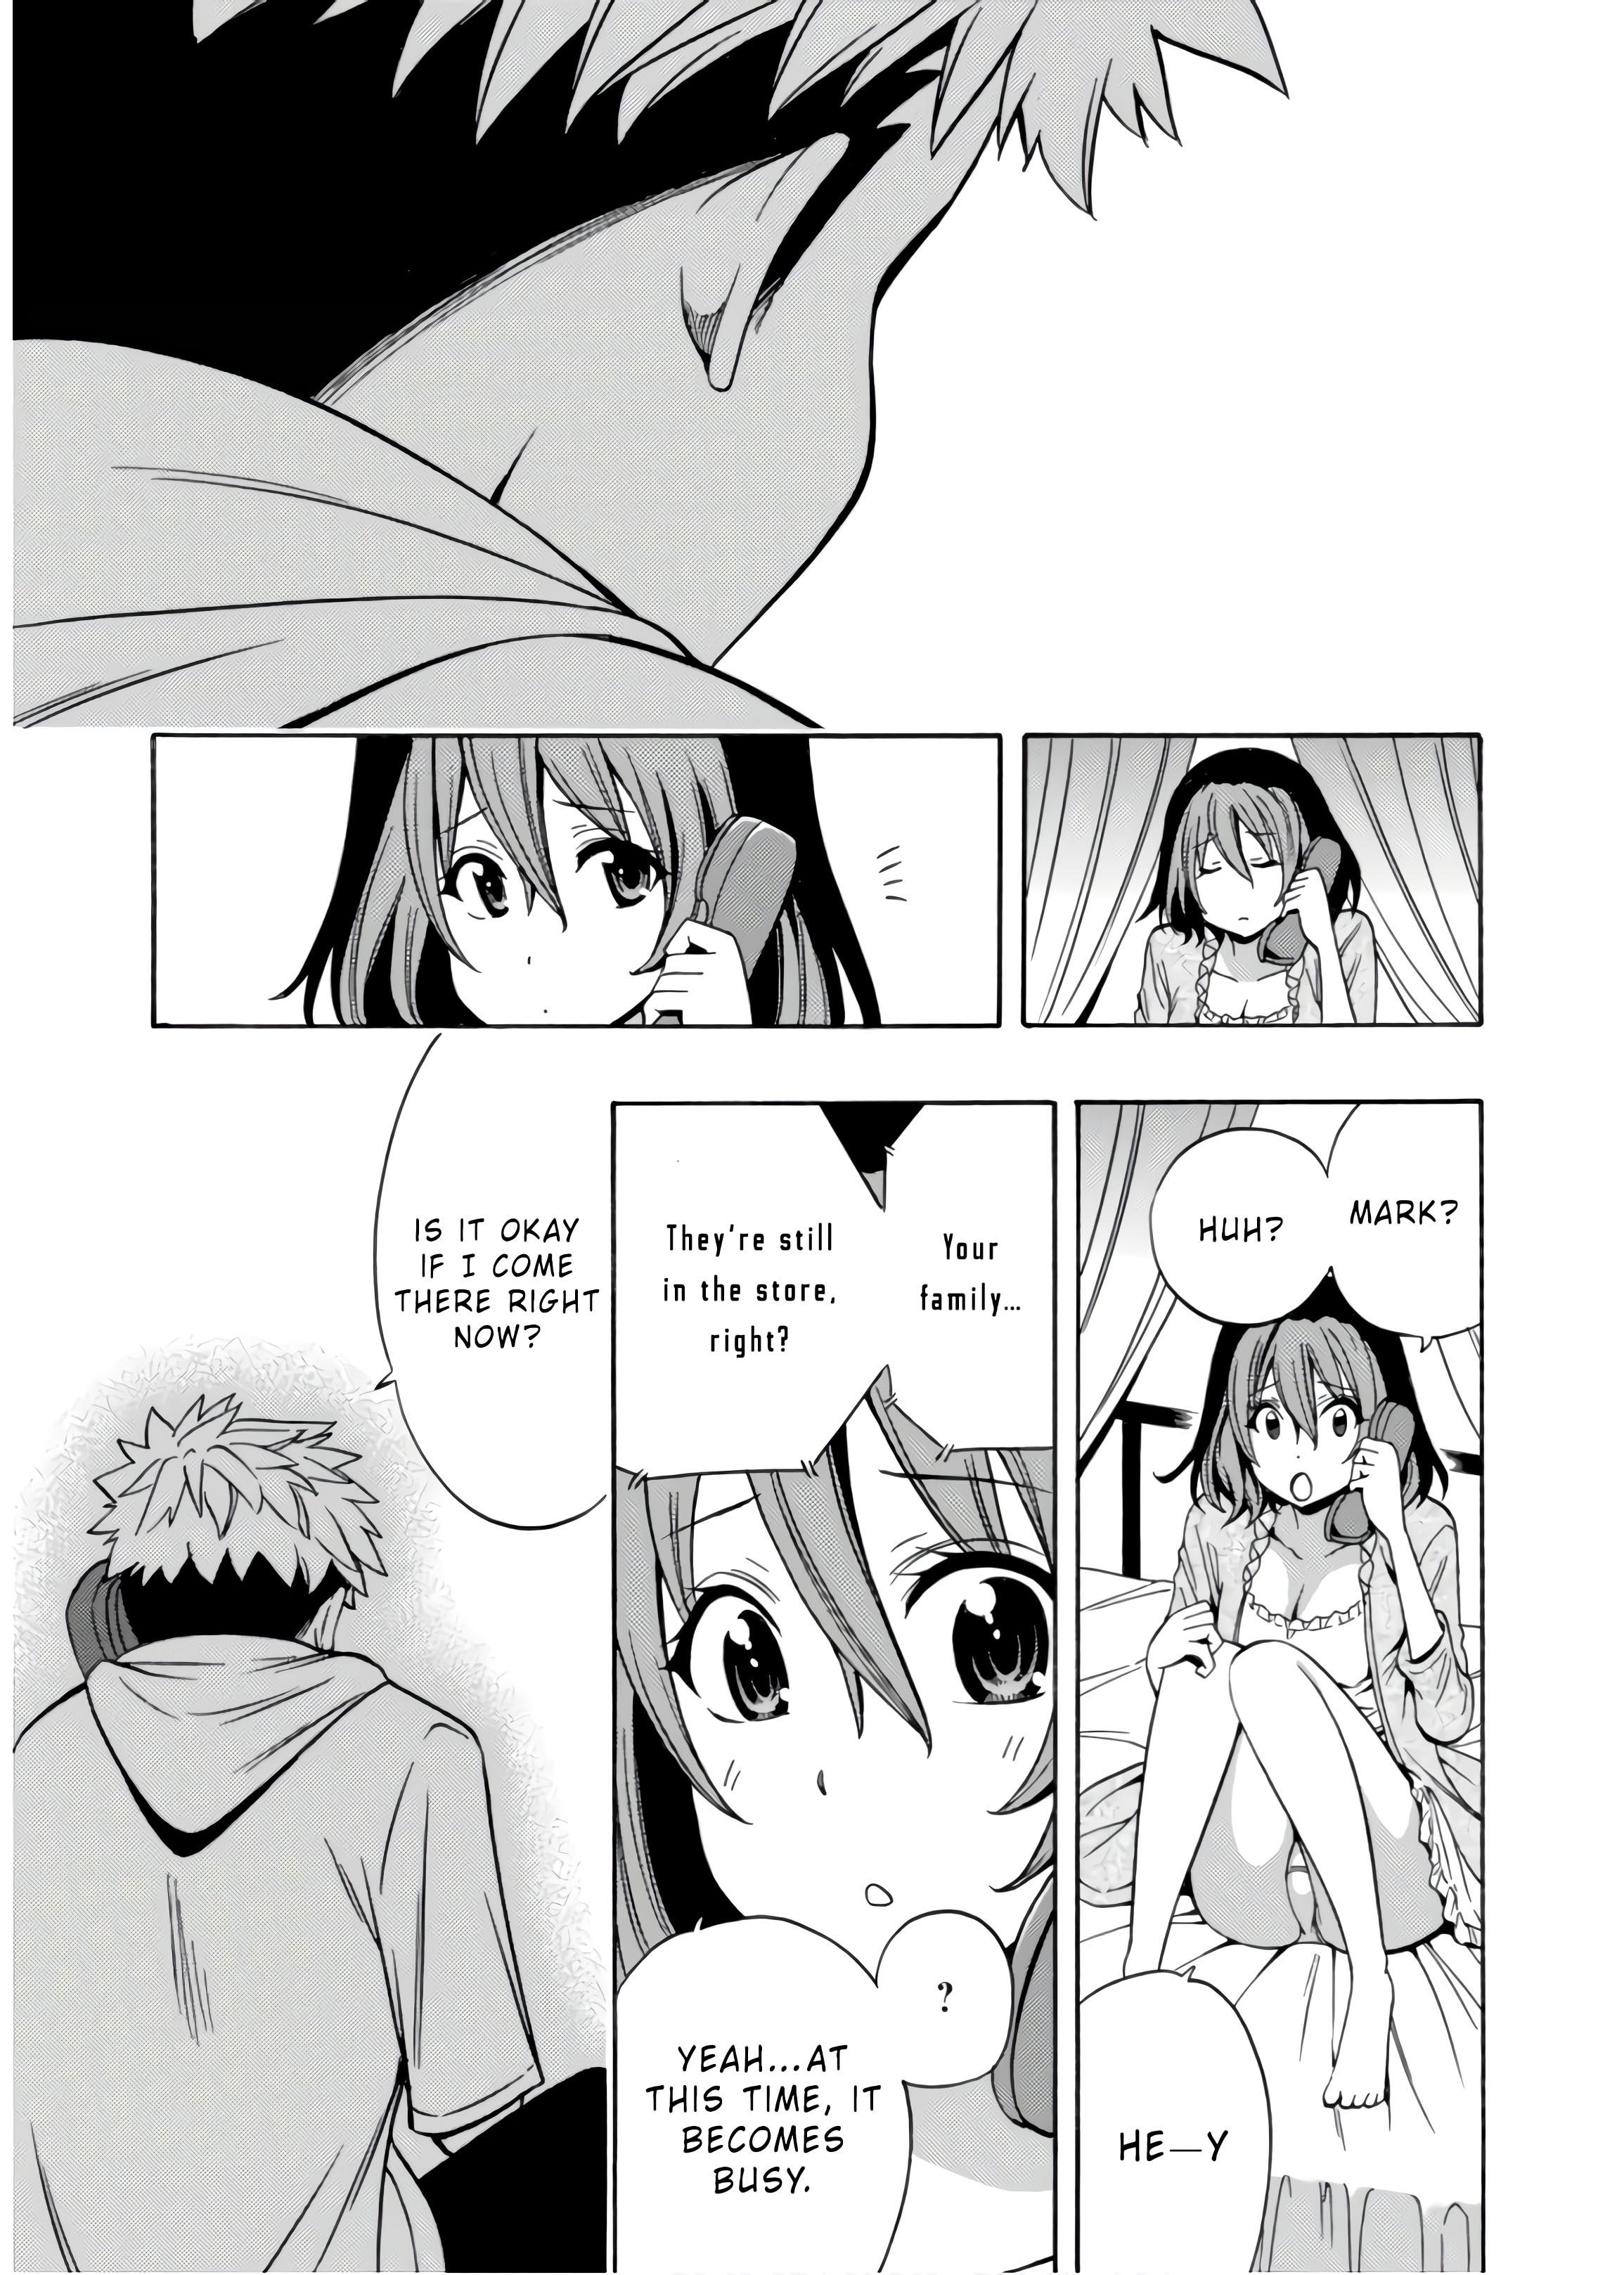 MARK?
HUH?
HE—Y
Your
family...
They're still
in the store,
right?
?
YEAH...AT
THIS TIME, IT
BECOMES
BUSY.
IS IT OKAY
IF I COME
THERE RIGHT
NOW?